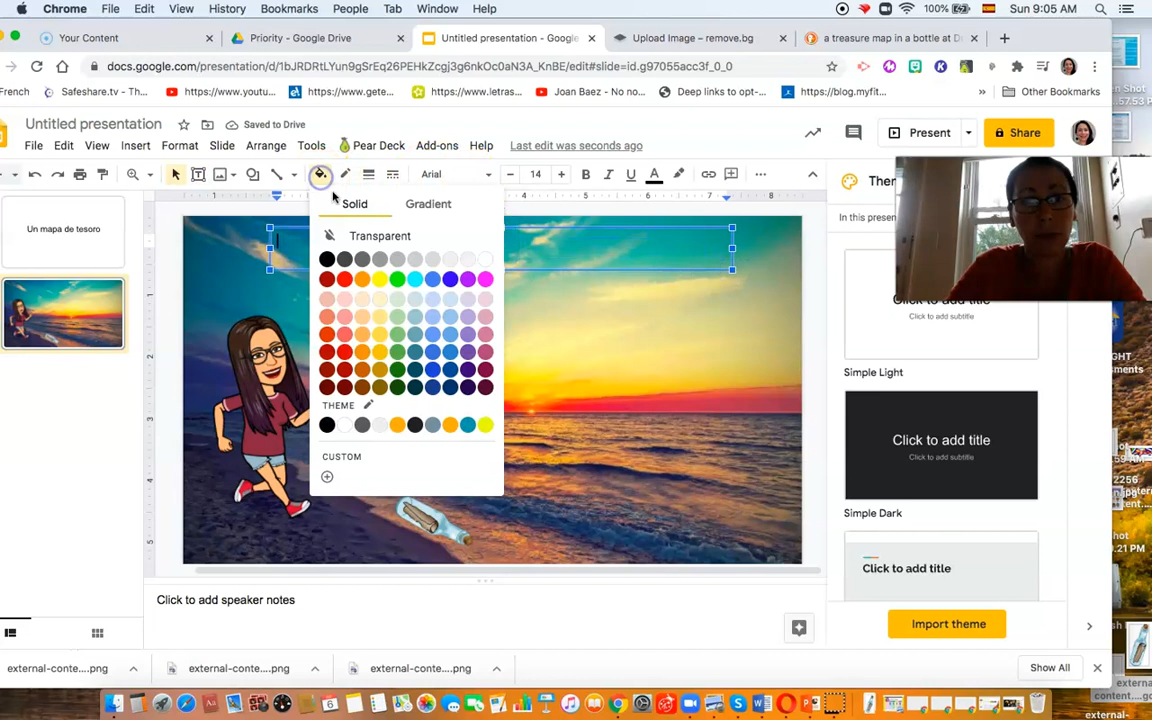 Chrome File Edit View History Bookmarks People Tab Window Help 100% Sun 9:05 AM
Your Content Priority - Google Drive Untitled presentation - Google Upload Image – remove.bg a treasure map in a bottle at D
docs.google.com/presentation/d/1bJRDRtLYun9gSrEq26PEHkZcgj3g6nkOc0aN3A_KnBE/edit#slide=id.g97055acc3f_0_0
French Safeshare.tv - Th... https://www.youtu... https://www.gete... https://www.letras... Joan Baez - No no... Deep links to opt-... https://blog.myfit... » Other Bookmarks
Untitled presentation Saved to Drive
File Edit View Insert Format Slide Arrange Tools Pear Deck Add-ons Help Last edit was seconds ago
Present Share
Arial 14 B I U A
Solid Gradient
Transparent
THEME
CUSTOM
Un mapa de tesoro
Them
In this presen
Click to add subtitle
Simple Light
Click to add title
Click to add subtitle
Simple Dark
Click to add title
Click to add subtitle
Import theme
Click to add speaker notes
external-conte....png external-conte....png external-conte....png Show All